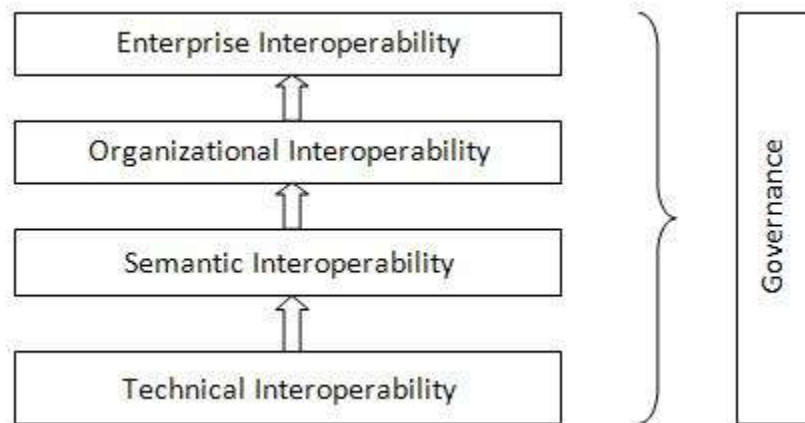 Enterprise Interoperability
Organizational Interoperability
Semantic Interoperability
Technical Interoperability
Governance